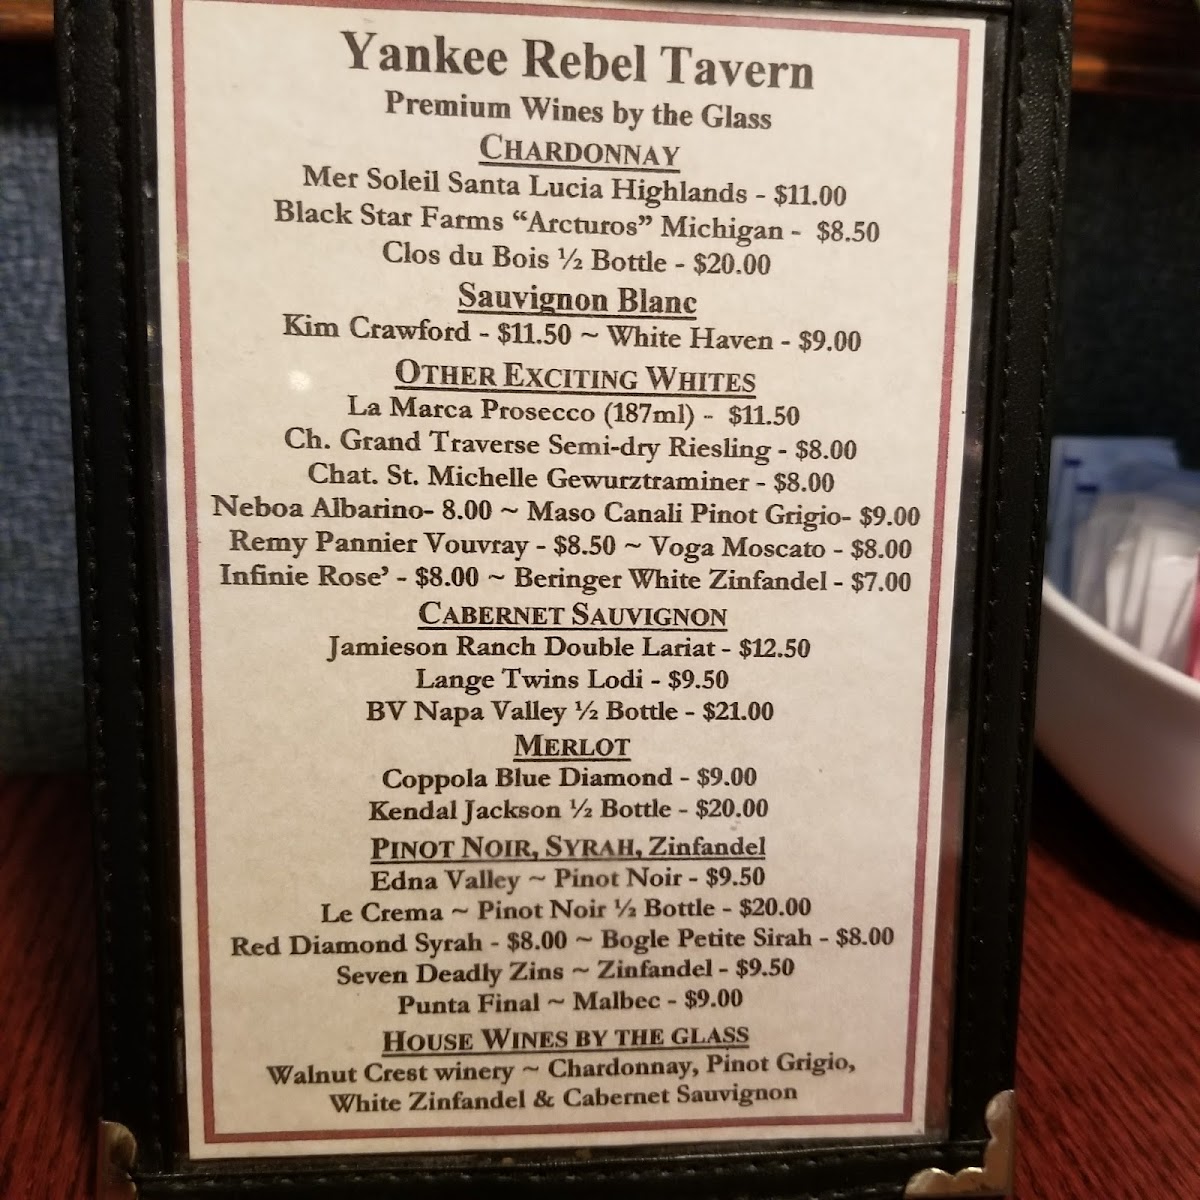 Yankee Rebel Tavern
Premium Wines by the Glass
CHARDONNAY
Mer Soleil Santa Lucia Highlands - $11.00
Black Star Farms “Arcturos” Michigan - $8.50
Clos du Bois ½ Bottle - $20.00
Sauvignon Blanc
Kim Crawford - $11.50 ~ White Haven - $9.00
OTHER EXCITING WHITES
La Marca Prosecco (187ml) - $11.50
Ch. Grand Traverse Semi-dry Riesling - $8.00
Chat. St. Michelle Gewurztraminer - $8.00
Neboa Albarino- 8.00 ~ Maso Canali Pinot Grigio- $9.00
Remy Pannier Vouvray - $8.50 ~ Voga Moscato - $8.00
Infinie Rose’ - $8.00 ~ Beringer White Zinfandel - $7.00
CABERNET SAUVIGNON
Jamieson Ranch Double Lariat - $12.50
Lange Twins Lodi - $9.50
BV Napa Valley ½ Bottle - $21.00
MERLOT
Coppola Blue Diamond - $9.00
Kendal Jackson ½ Bottle - $20.00
PINOT NOIR, SYRAH, Zinfandel
Edna Valley ~ Pinot Noir - $9.50
Le Crema ~ Pinot Noir ½ Bottle - $20.00
Red Diamond Syrah - $8.00 ~ Bogle Petite Sirah - $8.00
Seven Deadly Zins ~ Zinfandel - $9.50
Punta Final ~ Malbec - $9.00
HOUSE WINES BY THE GLASS
Walnut Crest winery ~ Chardonnay, Pinot Grigio,
White Zinfandel & Cabernet Sauvignon